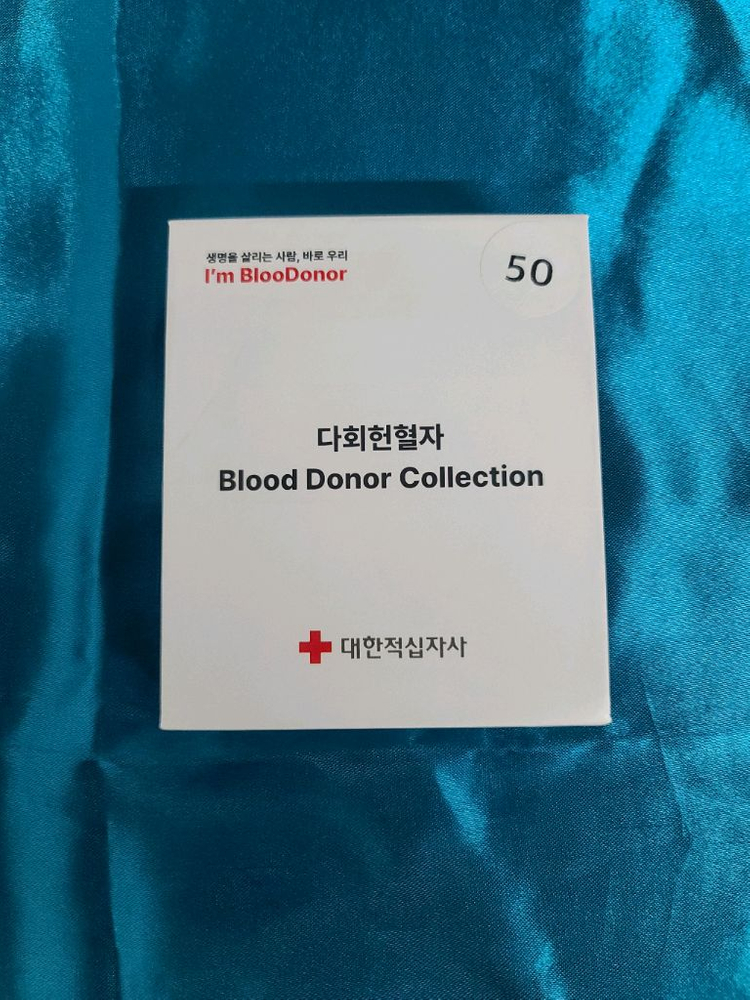 생명을 살리는 사람, 바로 우리
I'm BlooDonor
50
다회헌혈자
Blood Donor Collection
대한적십자사